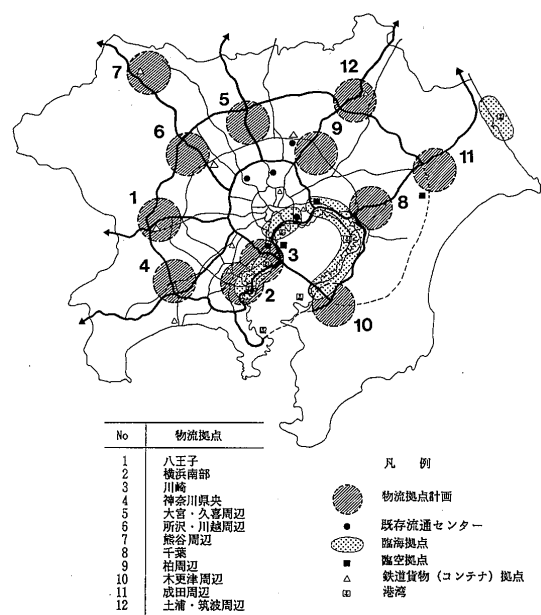 12
7
5
9
6
11
1
8
3
4
2
10
No 物流拠点
1 八王子
2 横浜南部
3 川崎
4 神奈川県央
5 大宮・久喜周辺
6 所沢・川越周辺
7 熊谷周辺
8 千葉
9 柏周辺
10 木更津周辺
11 成田周辺
12 土浦・筑波周辺
凡 例
物流拠点計画
既存流通センター
臨海拠点
臨空拠点
鉄道貨物（コンテナ）拠点
港湾